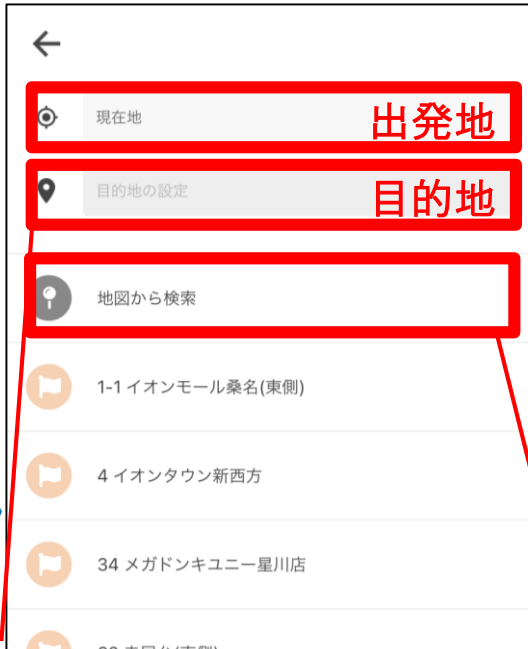 現在地 出発地
目的地の設定 目的地
地図から検索
1-1 イオンモール桑名(東側)
4 イオンタウン新西方
34 メガドンキユニー星川店